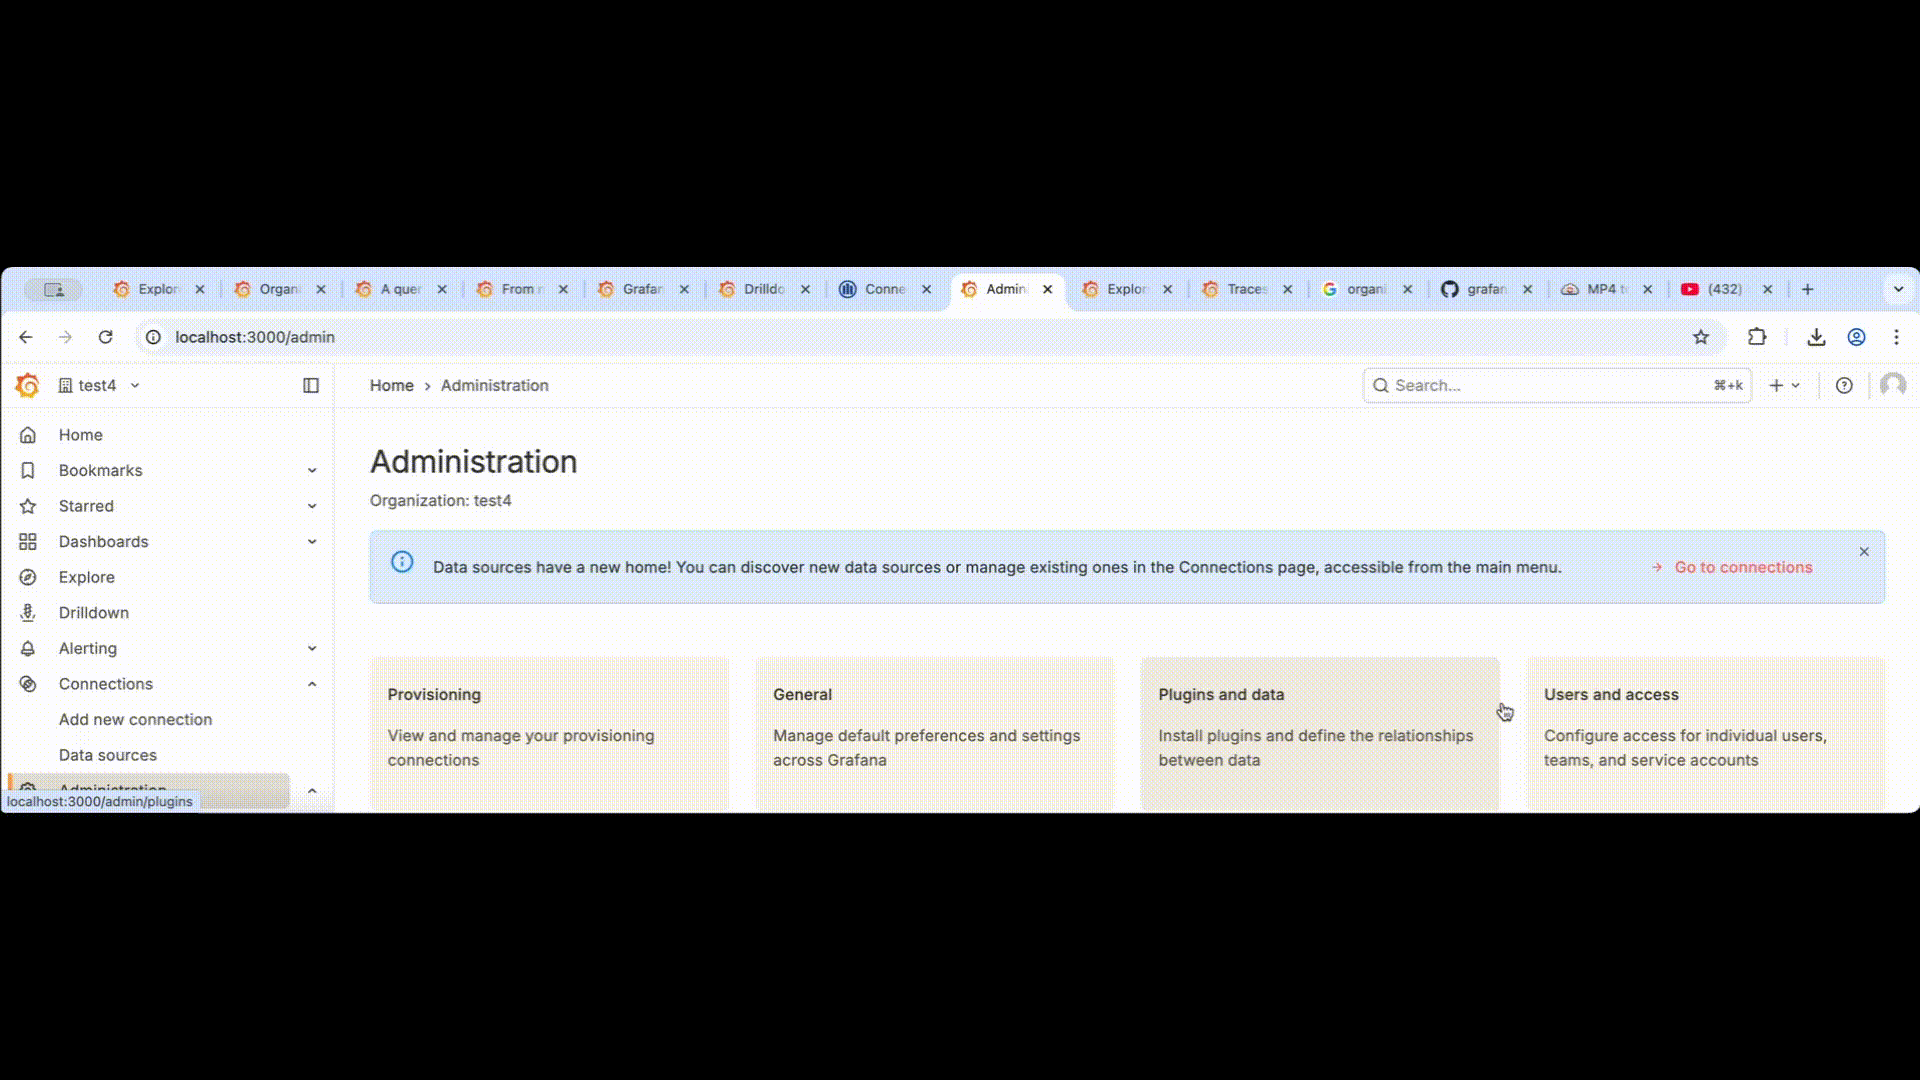 Explor
Organi
A quer
From r
Grafan
Drilldo
Conne
Admin
Explor
Traces
organi
grafan
MP4 t
(432)
localhost:3000/admin
test4
Home › Administration
Search...
⌘+k
Home
Bookmarks
Starred
Dashboards
Explore
Drilldown
Alerting
Connections
Add new connection
Data sources
Administration
localhost:3000/admin/plugins
Administration
Organization: test4
Data sources have a new home! You can discover new data sources or manage existing ones in the Connections page, accessible from the main menu.
Go to connections
Provisioning
View and manage your provisioning
connections
General
Manage default preferences and settings
across Grafana
Plugins and data
Install plugins and define the relationships
between data
Users and access
Configure access for individual users,
teams, and service accounts